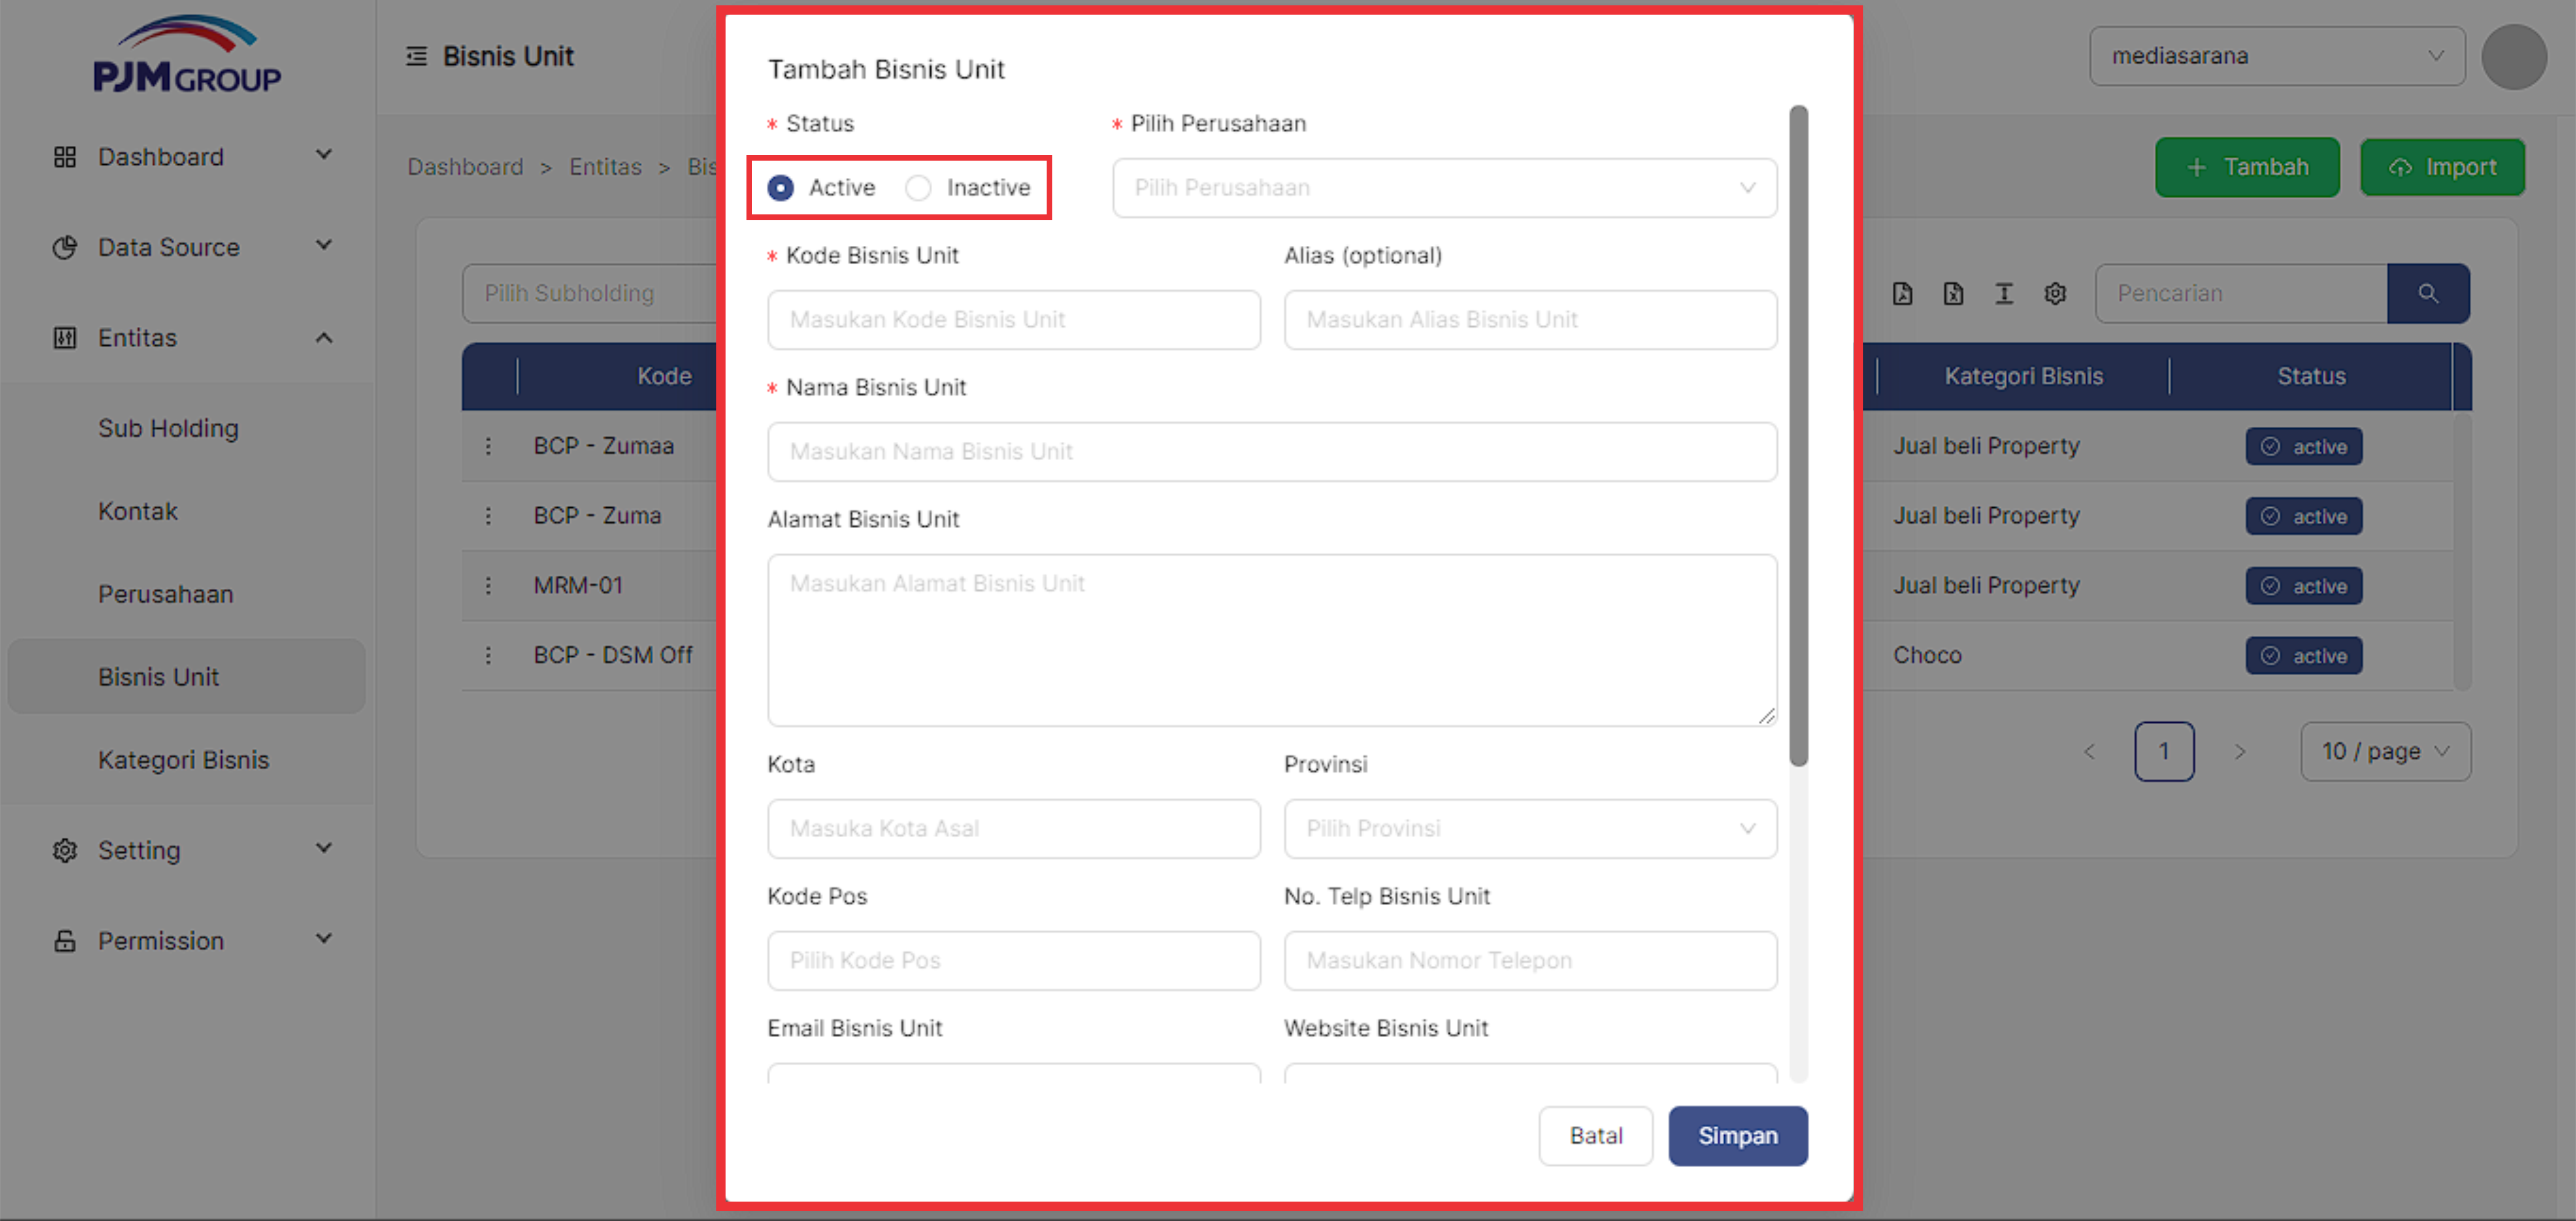 PJM GROUP
Bisnis Unit
mediasarana
Dashboard
Data Source
Entitas
Sub Holding
Kontak
Perusahaan
Bisnis Unit
Kategori Bisnis
Setting
Permission
Dashboard > Entitas > Bis
+ Tambah
Import
Pilih Subholding
Pencarian
Kode
Kategori Bisnis
Status
BCP - Zumaa
Jual beli Property
active
BCP - Zuma
Jual beli Property
active
MRM-01
Jual beli Property
active
BCP - DSM Off
Choco
active
< 1 >
10 / page
Tambah Bisnis Unit
* Status
* Pilih Perusahaan
Active
Inactive
Pilih Perusahaan
* Kode Bisnis Unit
Alias (optional)
Masukan Kode Bisnis Unit
Masukan Alias Bisnis Unit
* Nama Bisnis Unit
Masukan Nama Bisnis Unit
Alamat Bisnis Unit
Masukan Alamat Bisnis Unit
Kota
Provinsi
Masuka Kota Asal
Pilih Provinsi
Kode Pos
No. Telp Bisnis Unit
Pilih Kode Pos
Masukan Nomor Telepon
Email Bisnis Unit
Website Bisnis Unit
Batal
Simpan